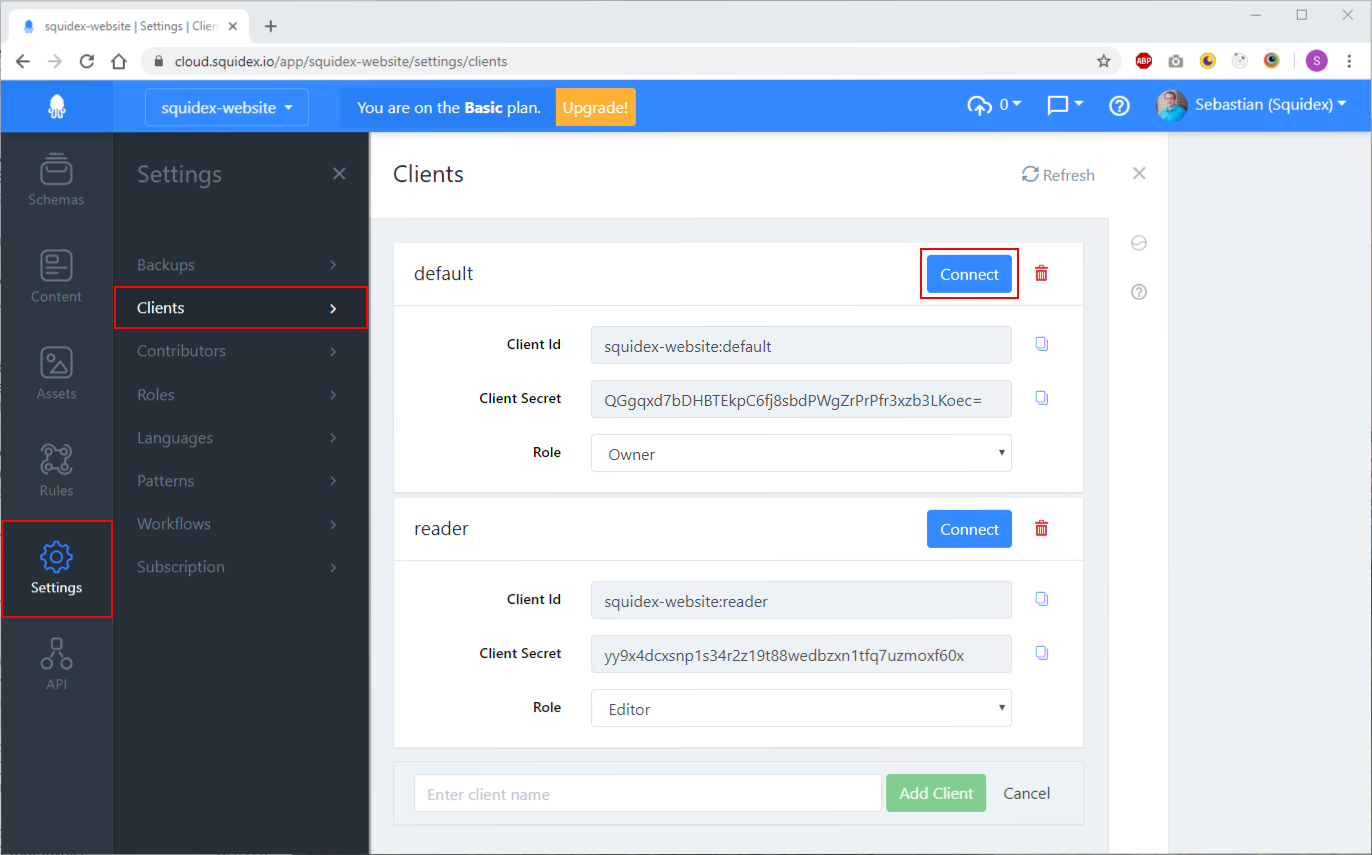 squidex-website | Settings | Clien
cloud.squidex.io/app/squidex-website/settings/clients
ABP
S
squidex-website
You are on the Basic plan.
Upgrade!
0
Sebastian (Squidex)
Schemas
Content
Assets
Rules
Settings
API
Settings
Backups
Clients
Contributors
Roles
Languages
Patterns
Workflows
Subscription
Clients
Refresh
default
Connect
Client Id
squidex-website:default
Client Secret
QGgqxd7bDHBTEkpC6fj8sbdPWgZrPrPfr3xzb3LKoec=
Role
Owner
reader
Connect
Client Id
squidex-website:reader
Client Secret
yy9x4dcxsnp1s34r2z19t88wedbzxn1tfq7uzmoxf60x
Role
Editor
Enter client name
Add Client
Cancel